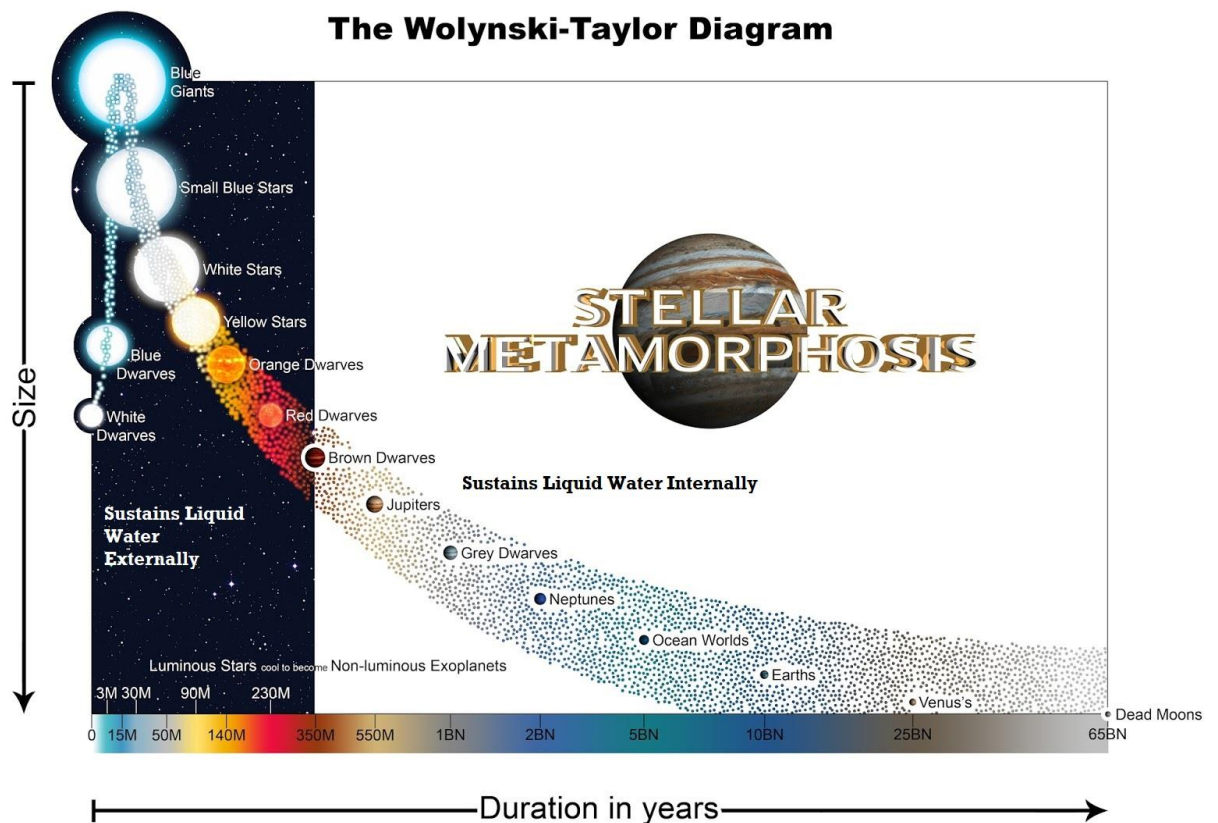 The Wolynski-Taylor Diagram
Blue
Giants
Small Blue Stars
White Stars
Yellow Stars
Orange Dwarves
Blue
Dwarves
Red Dwarves
White
Dwarves
Brown Dwarves
STELLAR
METAMORPHOSIS
Sustains Liquid Water Internally
Jupiters
Sustains Liquid
Water
Externally
Grey Dwarves
Neptunes
Ocean Worlds
Luminous Stars cool to become Non-luminous Exoplanets
Earths
Venus's
Dead Moons
Size
3M 30M 90M 230M
0 15M 50M 140M 350M 550M 1BN 2BN 5BN 10BN 25BN 65BN
Duration in years